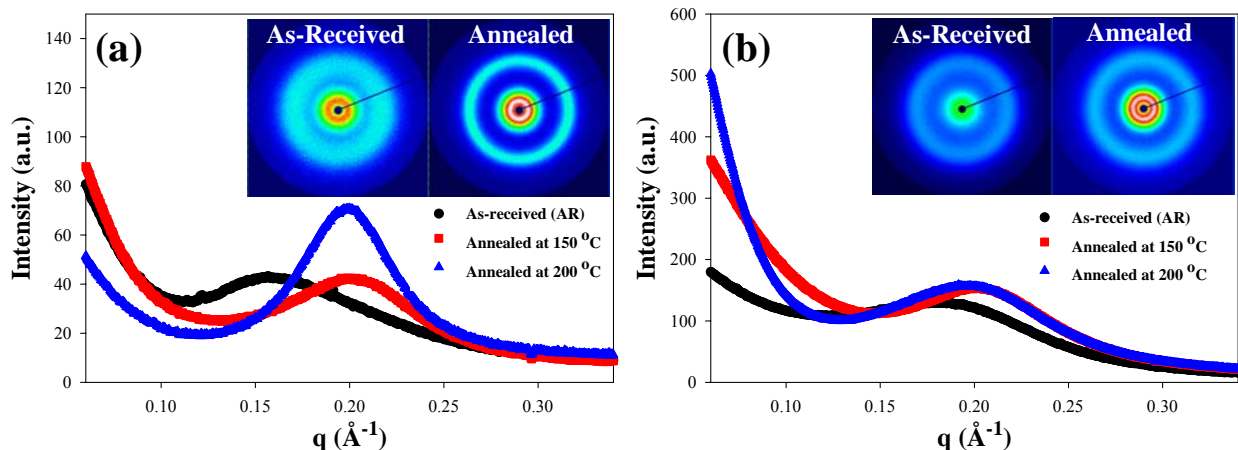 (a)
As-Received
Annealed
140
120
100
80
60
40
20
0
Intensity (a.u.)
As-received (AR)
Annealed at 150 °C
Annealed at 200 °C
0.10
0.15
0.20
0.25
0.30
q (Å⁻¹)
(b)
As-Received
Annealed
600
500
400
300
200
100
0
Intensity (a.u.)
As-received (AR)
Annealed at 150 °C
Annealed at 200 °C
0.10
0.15
0.20
0.25
0.30
q (Å⁻¹)